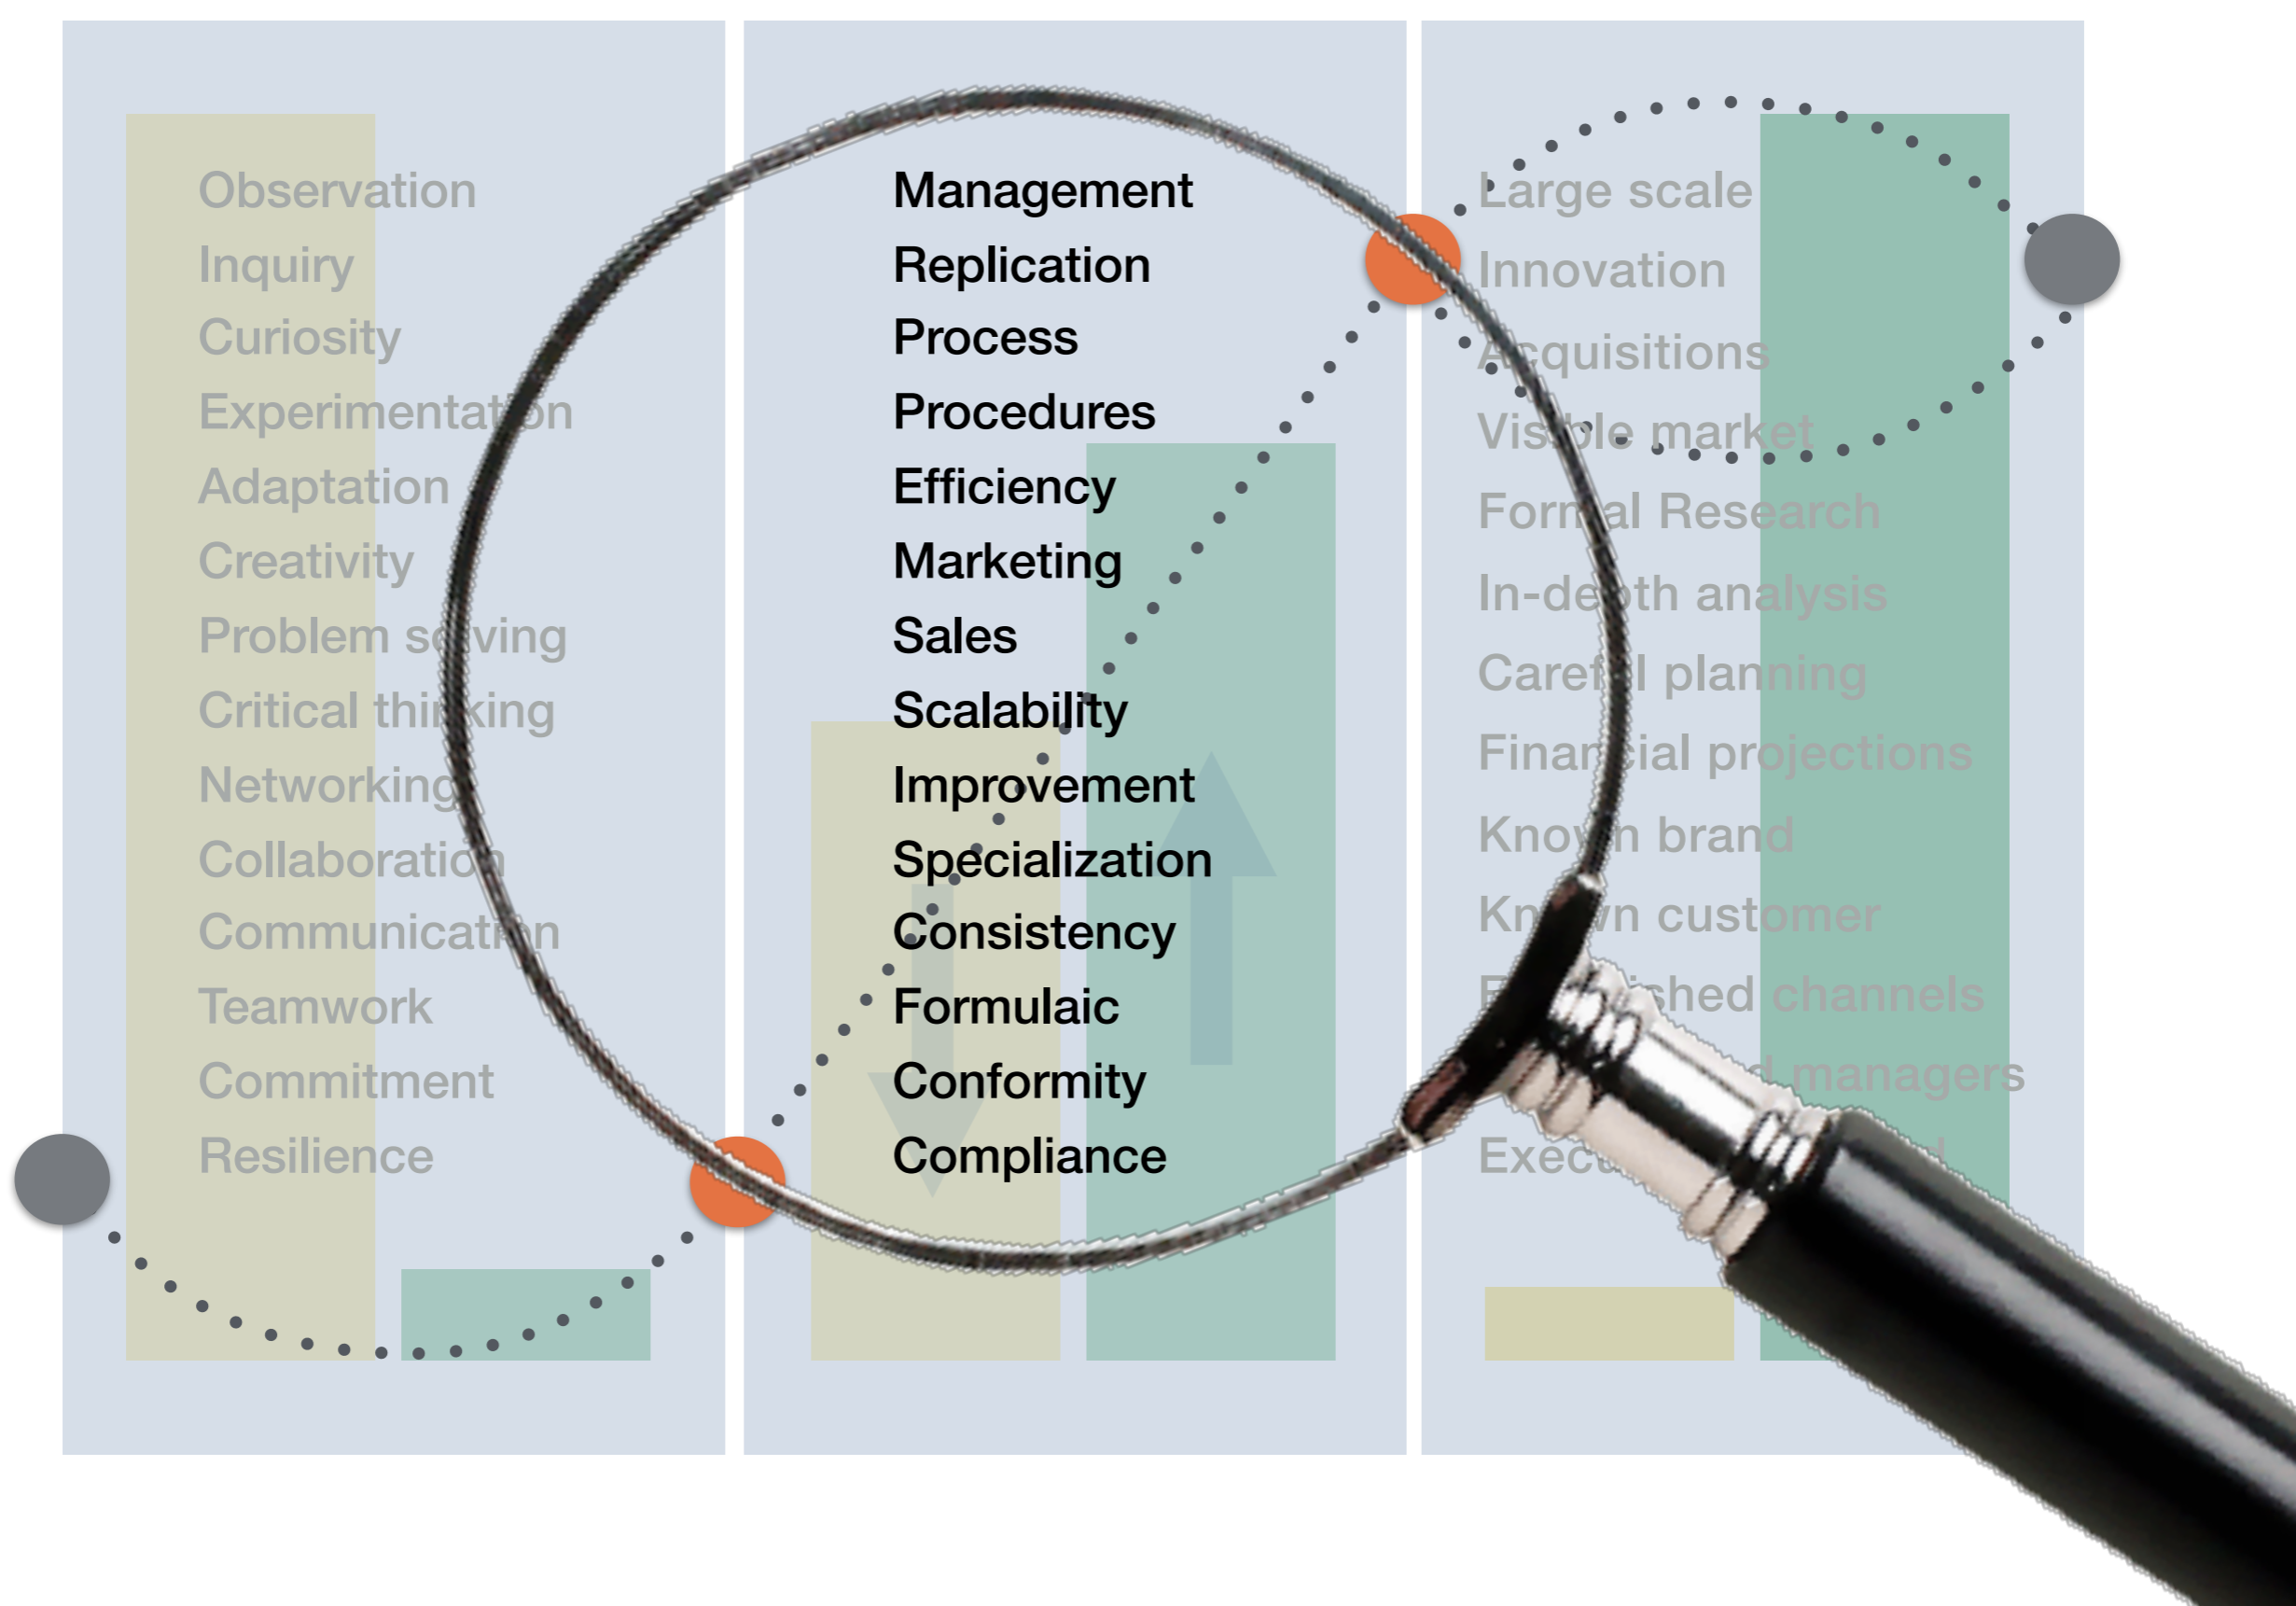 Observation
Inquiry
Curiosity
Experimentation
Adaptation
Creativity
Problem solving
Critical thinking
Networking
Collaboration
Communication
Teamwork
Commitment
Resilience
Management
Replication
Process
Procedures
Efficiency
Marketing
Sales
Scalability
Improvement
Specialization
Consistency
Formulaic
Conformity
Compliance
Large scale
Innovation
Acquisitions
Visible market
Formal Research
In-depth analysis
Careful planning
Financial projections
Known brand
Known customer
channels
managers